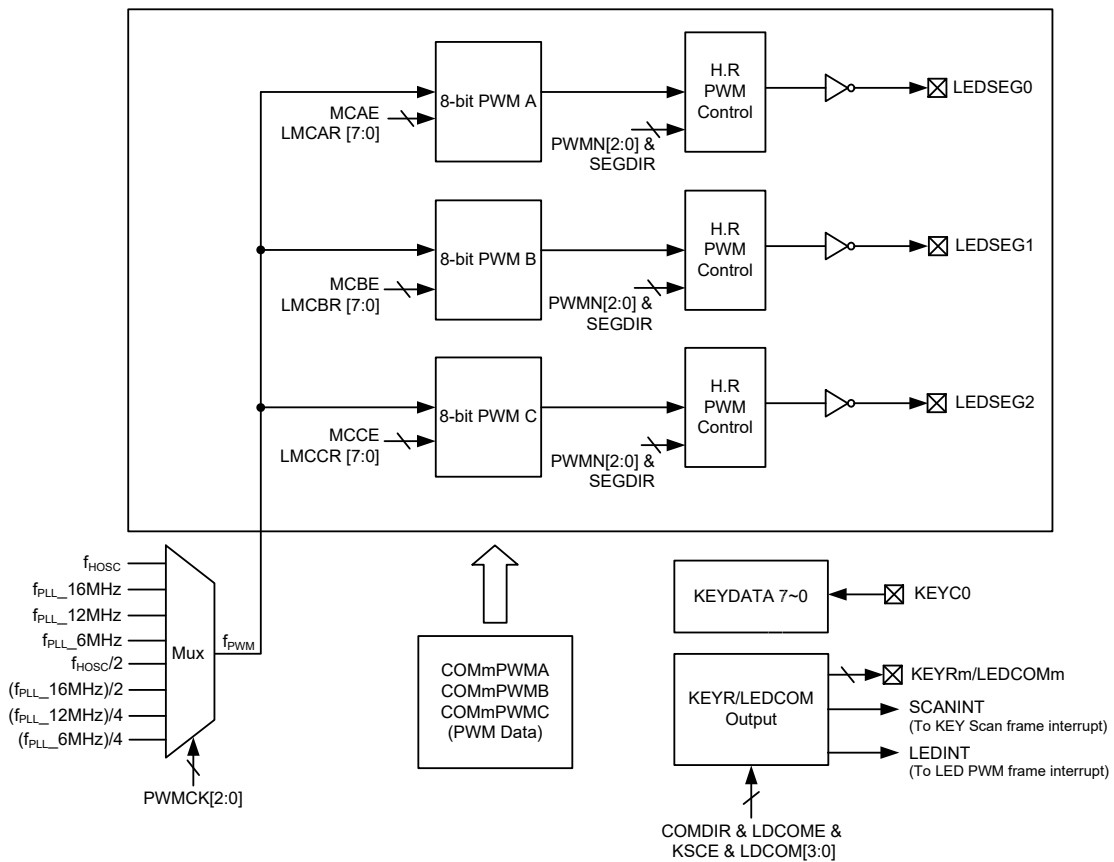 8-bit PWM A
MCAE
LMCAR [7:0]
H.R
PWM
Control
PWMN[2:0] &
SEGDIR
LEDSEG0
8-bit PWM B
MCBE
LMCBR [7:0]
H.R
PWM
Control
PWMN[2:0] &
SEGDIR
LEDSEG1
8-bit PWM C
MCCE
LMCCR [7:0]
H.R
PWM
Control
PWMN[2:0] &
SEGDIR
LEDSEG2
fHOSC
fPLL_16MHz
fPLL_12MHz
fPLL_6MHz
fHOSC/2
(fPLL_16MHz)/2
(fPLL_12MHz)/4
(fPLL_6MHz)/4
Mux
fPWM
PWMCK[2:0]
COMmPWMA
COMmPWMB
COMmPWMC
(PWM Data)
KEYDATA 7~0
KEYC0
KEYR/LEDCOM
Output
KEYRm/LEDCOMm
SCANINT
(To KEY Scan frame interrupt)
LEDINT
(To LED PWM frame interrupt)
COMDIR & LDCOME &
KSCE & LDCOM[3:0]